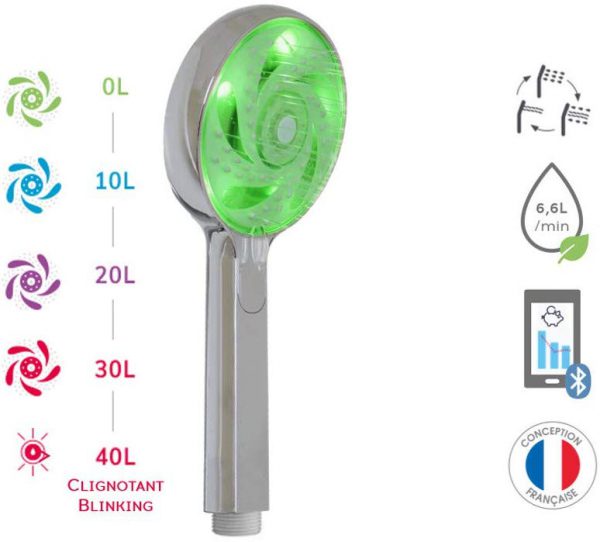 0L
10L
20L
30L
40L
Clignotant
Blinking
6,6L
/min
CONCEPTION
FRANÇAISE